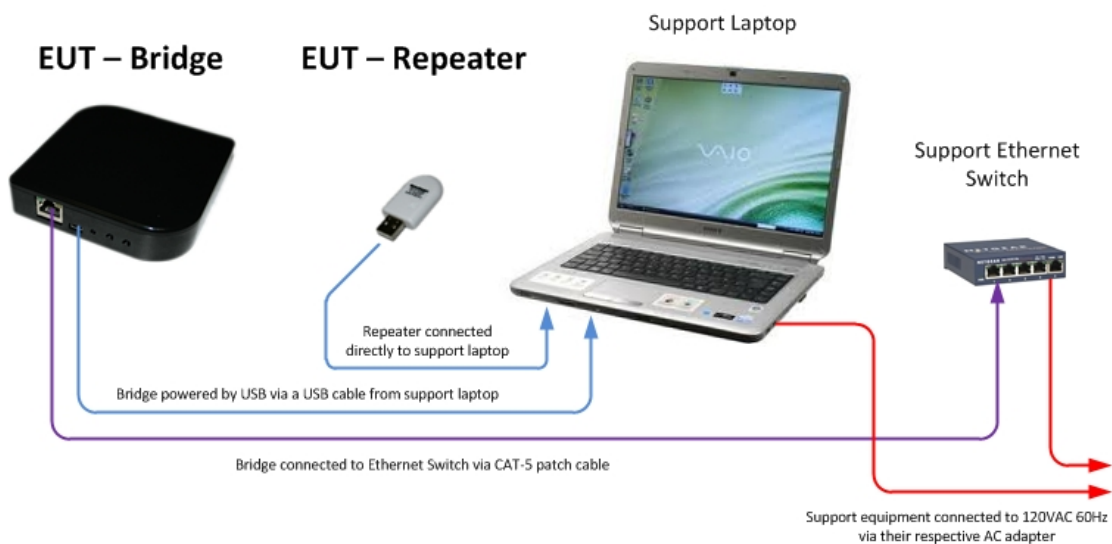 Support Laptop
EUT – Bridge
EUT – Repeater
VAIO
Support Ethernet
Switch
NETGEAR
NETGEAR
Repeater connected
directly to support laptop
Bridge powered by USB via a USB cable from support laptop
Bridge connected to Ethernet Switch via CAT-5 patch cable
Support equipment connected to 120VAC 60Hz
via their respective AC adapter